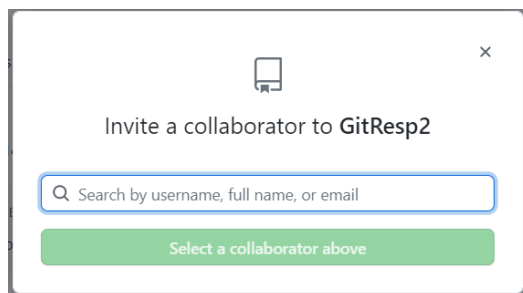 Invite a collaborator to GitResp2
Search by username, full name, or email
Select a collaborator above